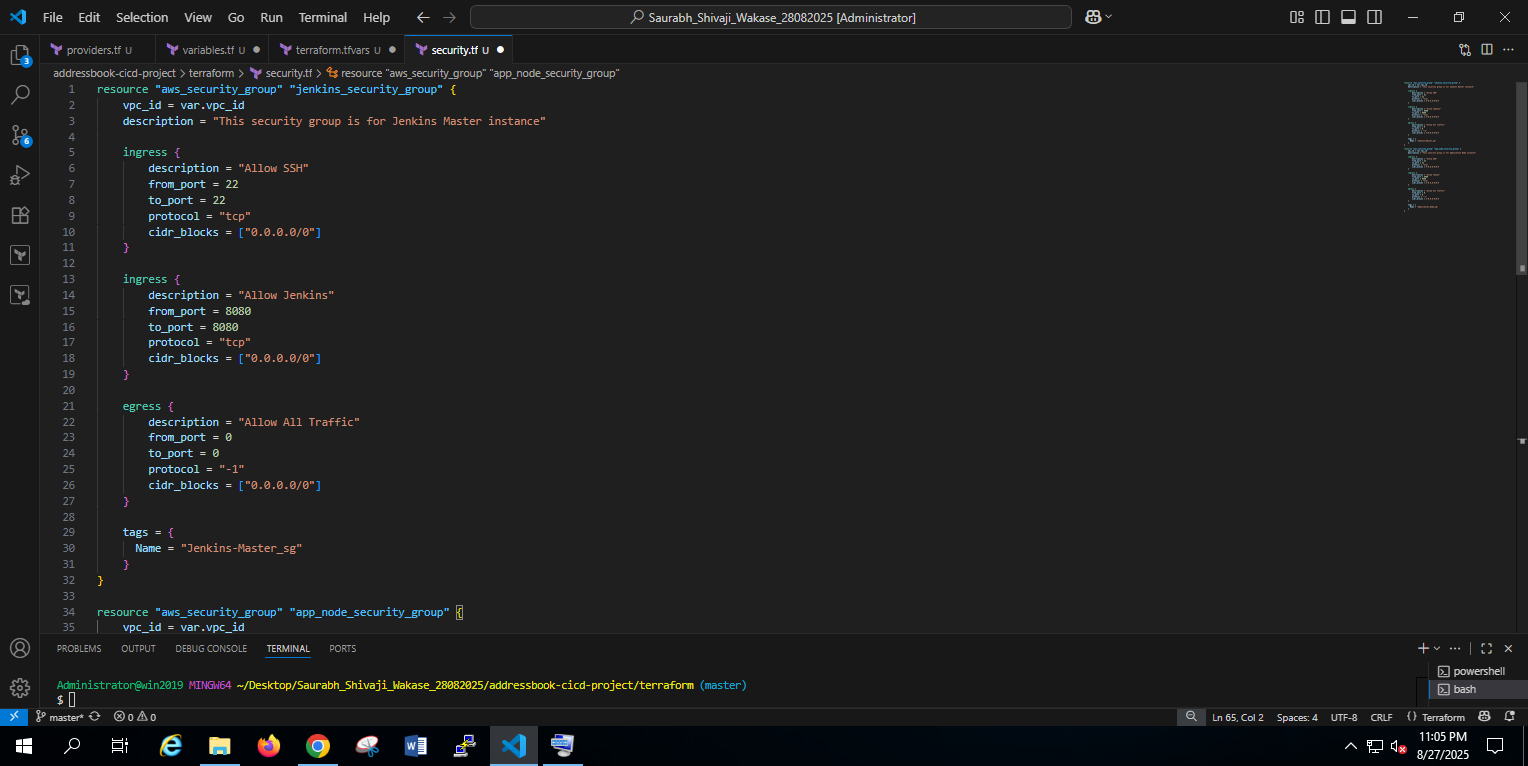 File Edit Selection View Go Run Terminal Help Saurabh_Shivaji_Wakase_28082025 [Administrator]
providers.tf U variables.tf U terraform.tfvars U security.tf U
addressbook-cicd-project > terraform > security.tf > resource "aws_security_group" "app_node_security_group"
1 resource "aws_security_group" "jenkins_security_group" {
2 vpc_id = var.vpc_id
3 description = "This security group is for Jenkins Master instance"
4
5 ingress {
6 description = "Allow SSH"
7 from_port = 22
8 to_port = 22
9 protocol = "tcp"
10 cidr_blocks = ["0.0.0.0/0"]
11 }
12
13 ingress {
14 description = "Allow Jenkins"
15 from_port = 8080
16 to_port = 8080
17 protocol = "tcp"
18 cidr_blocks = ["0.0.0.0/0"]
19 }
20
21 egress {
22 description = "Allow All Traffic"
23 from_port = 0
24 to_port = 0
25 protocol = "-1"
26 cidr_blocks = ["0.0.0.0/0"]
27 }
28
29 tags = {
30 Name = "Jenkins-Master_sg"
31 }
32 }
33
34 resource "aws_security_group" "app_node_security_group" {
35 vpc_id = var.vpc_id
3
6
PROBLEMS OUTPUT DEBUG CONSOLE TERMINAL PORTS
powershell
bash
Administrator@win2019 MINGW64 ~/Desktop/Saurabh_Shivaji_Wakase_28082025/addressbook-cicd-project/terraform (master)
$
master* 0 0 Ln 65, Col 2 Spaces: 4 UTF-8 CRLF {} Terraform
11:05 PM
8/27/2025